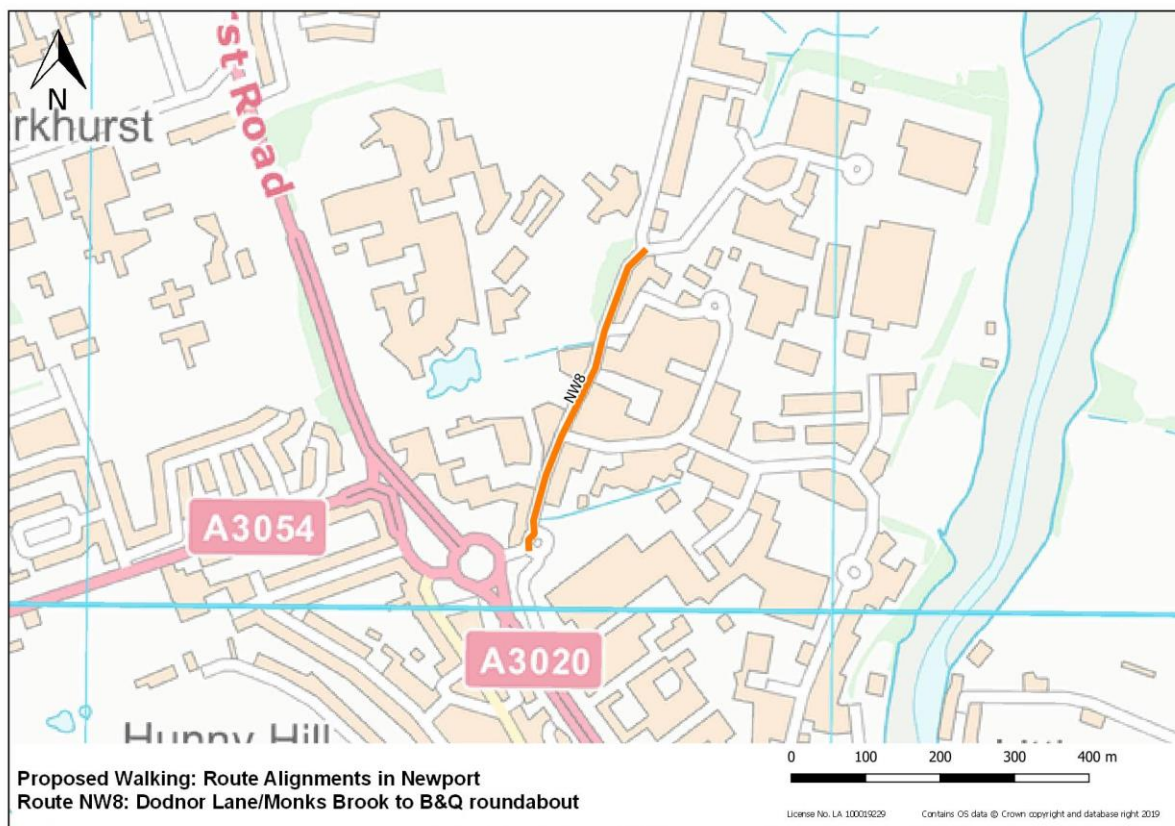 rst Road
N
rkhurst
NW8
A3054
A3020
Hunny Hill
Proposed Walking: Route Alignments in Newport
Route NW8: Dodnor Lane/Monks Brook to B&Q roundabout
0 100 200 300 400 m
License No. LA 100019229 Contains OS data © Crown copyright and database right 2019